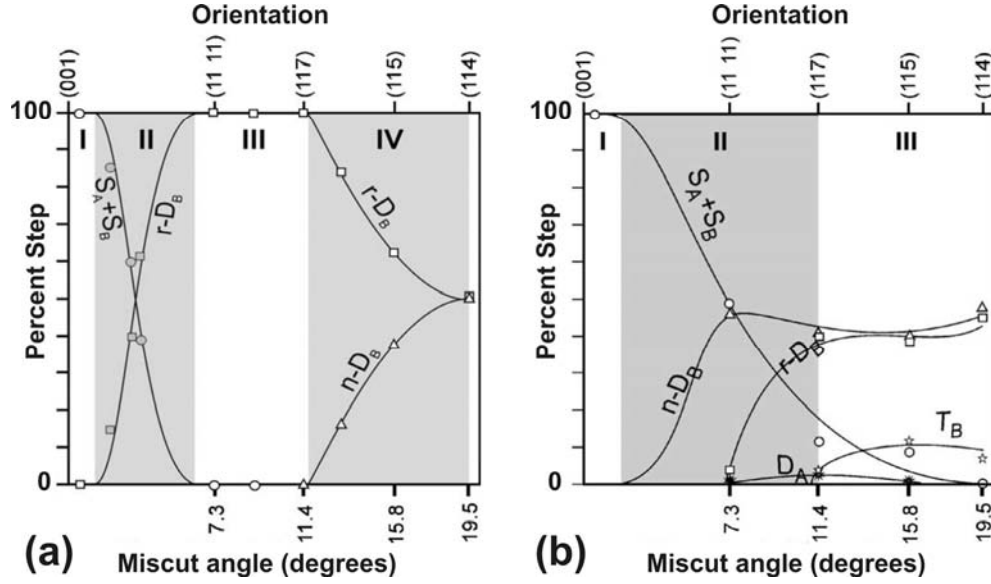 Orientation
(001)
(11 11)
(117)
(115)
(114)
100
I
II
III
IV
S_A+S_B
r-D_B
r-D_B
n-D_B
Percent Step
0
7.3
11.4
15.8
19.5
(a)
Miscut angle (degrees)
Orientation
(001)
(11 11)
(117)
(115)
(114)
100
I
II
III
S_A+S_B
n-D_B
r-D_B
T_B
D_A
Percent Step
0
7.3
11.4
15.8
19.5
(b)
Miscut angle (degrees)